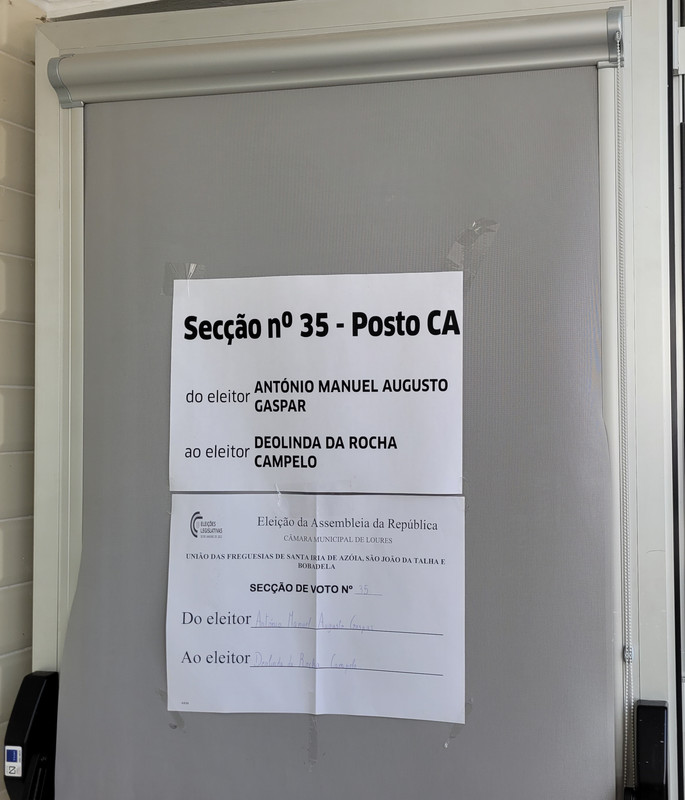 Secção nº 35 - Posto CA
do eleitor ANTÓNIO MANUEL AUGUSTO
GASPAR
ao eleitor DEOLINDA DA ROCHA
CAMPELO
ELEIÇÕES
LEGISLATIVAS
Eleição da Assembleia da República
CÂMARA MUNICIPAL DE LOURES
UNIÃO DAS FREGUESIAS DE SANTA IRIA DE AZÓIA, SÃO JOÃO DA TALHA E
BOBADELA
SECÇÃO DE VOTO Nº 35
Do eleitor António Manuel Augusto Gaspar
Ao eleitor Deolinda da Rocha Campelo